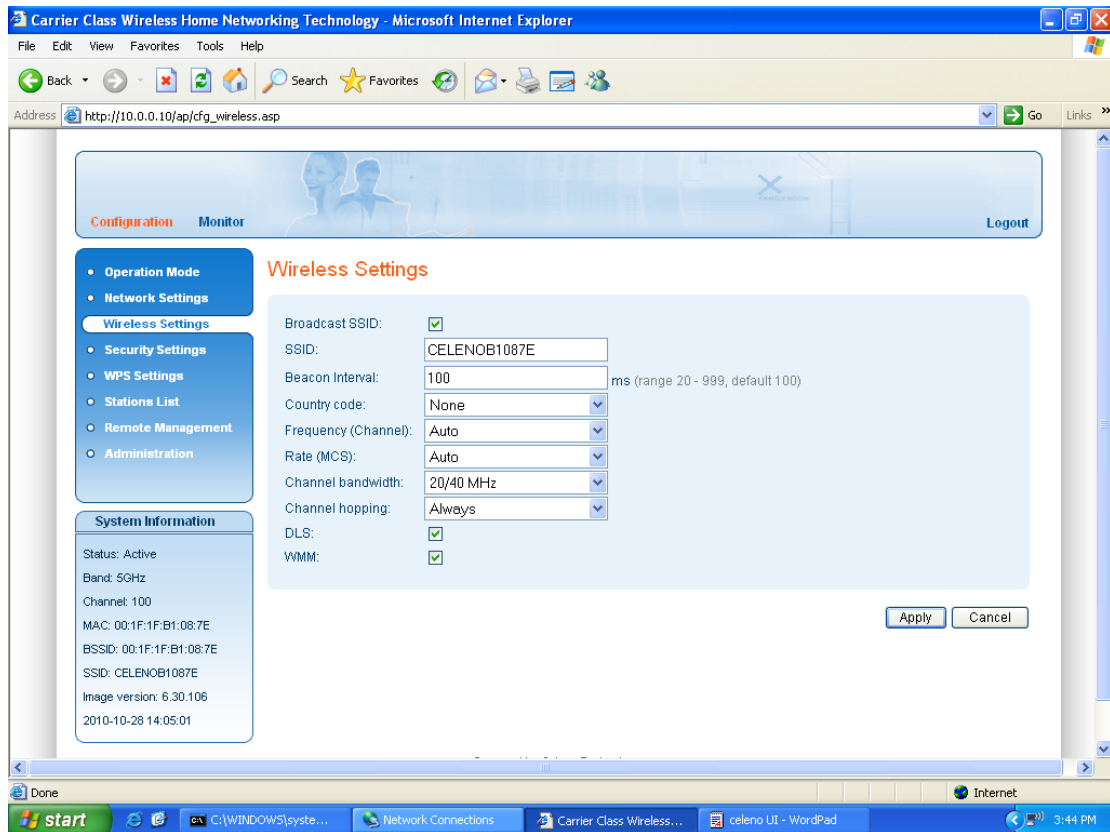 Carrier Class Wireless Home Networking Technology - Microsoft Internet Explorer
File Edit View Favorites Tools Help
Back Search Favorites
Address http://10.0.0.10/ap/cfg_wireless.asp Go Links »
FAMILY ROOM
Configuration Monitor Logout
Operation Mode
Network Settings
Wireless Settings
Security Settings
WPS Settings
Stations List
Remote Management
Administration
System Information
Status: Active
Band: 5GHz
Channel: 100
MAC: 00:1F:1F:B1:08:7E
BSSID: 00:1F:1F:B1:08:7E
SSID: CELENOB1087E
Image version: 6.30.106
2010-10-28 14:05:01
Wireless Settings
Broadcast SSID:
SSID: CELENOB1087E
Beacon Interval: 100 ms (range 20 - 999, default 100)
Country code: None
Frequency (Channel): Auto
Rate (MCS): Auto
Channel bandwidth: 20/40 MHz
Channel hopping: Always
DLS:
WMM:
Apply Cancel
Done Internet
start C:\WINDOWS\syste... Network Connections Carrier Class Wireless... celeno UI - WordPad 3:44 PM